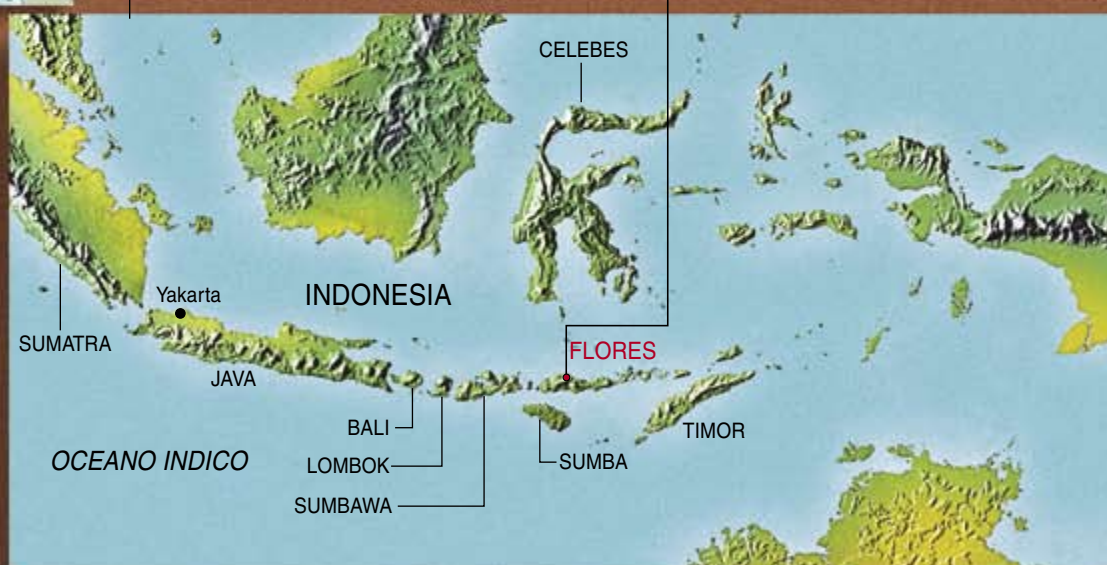 CELEBES
Yakarta
INDONESIA
SUMATRA
FLORES
JAVA
BALI
TIMOR
OCEANO INDICO
LOMBOK
SUMBA
SUMBAWA